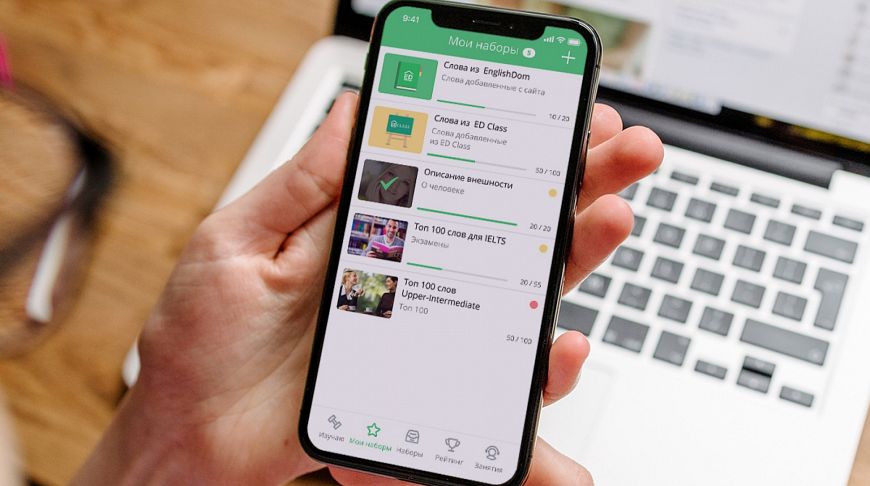 9:41
Мои наборы 5
Слова из EnglishDom
Слова добавленные с сайта
10 / 20
ED
Слова из ED Class
Слова добавленные
из ED Class
50 / 100
ED CLASS
Описание внешности
О человеке
20 / 20
Топ 100 слов для IELTS
Экзамены
20 / 55
Топ 100 слов
Upper-Intermediate
Топ 100
50 / 100
Изучаю Мои наборы Наборы Рейтинг Занятия